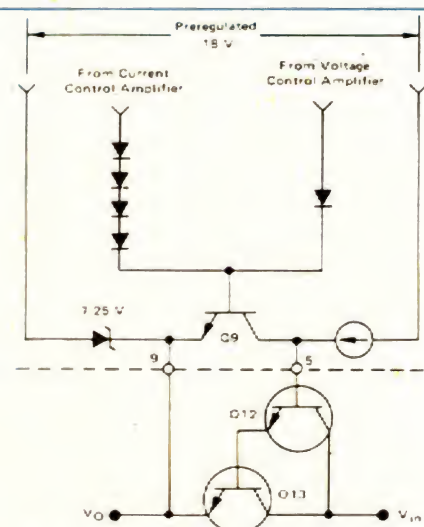 Preregulated
18 V
From Current
Control Amplifier
From Voltage
Control Amplifier
7.25 V
Q9
9
5
Q12
Q13
VO
Vin